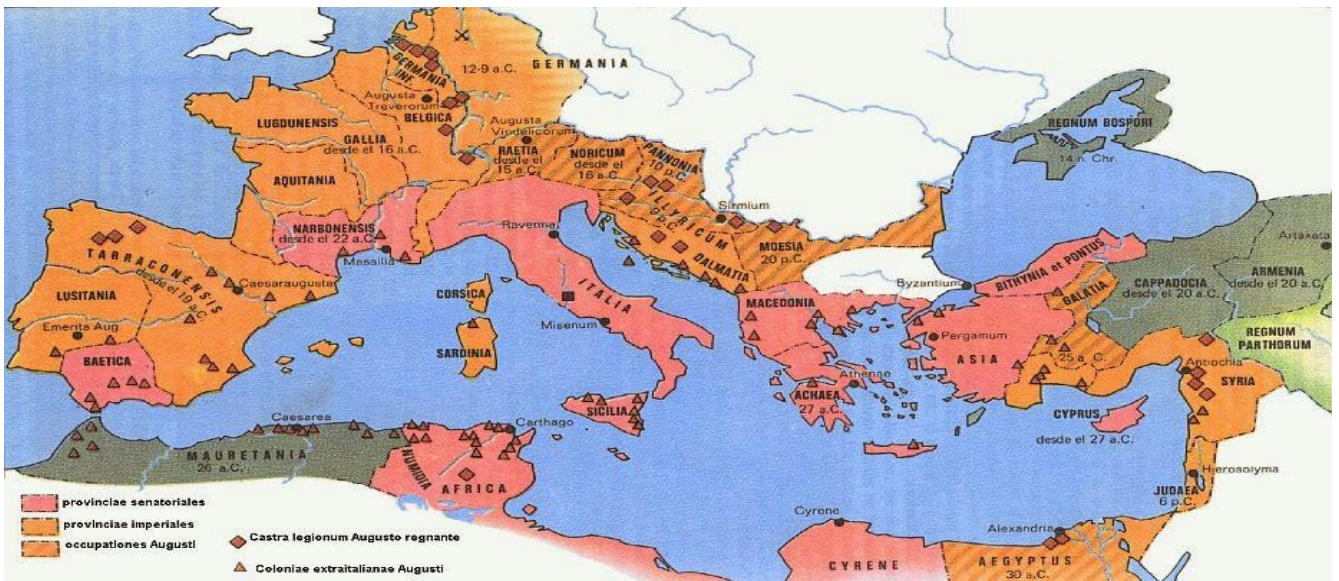 GERMANIA
12-9 a.C.
GERMANIA
INF.
Augusta
Treverorum
BELGICA
LUGDUNENSIS
GALLIA
desde el 16 a.C.
AQUITANIA
Augusta
Vindelicorum
RAETIA
desde el
15 a.C.
NORICUM
desde el
16 a.C.
PANNONIA
10 p.C.
ILLYRICUM
9 p.C.
Sirmium
DALMATIA
MOESIA
20 p.C.
REGNUM BOSPORI
14 n. Chr.
NARBONENSIS
desde el 22 a.C.
Massilia
Ravenna
ITALIA
Misenum
CORSICA
SARDINIA
SICILIA
TARRACONENSIS
desde el 19 a.C.
Caesaraugusta
LUSITANIA
Emerita Aug
BAETICA
MACEDONIA
Byzantium
BITHYNIA et PONTUS
GALATIA
25 a. C.
CAPPADOCIA
desde el 20 a.C.
Artaxata
ARMENIA
desde el 20 a.C.
REGNUM
PARTHORUM
Pergamum
ASIA
Athenae
ACHAEA
27 a.C.
Antiochia
SYRIA
CYPRUS
desde el 27 a.C.
Caesarea
MAURETANIA
26 a.C.
Carthago
NUMIDIA
AFRICA
Hierosolyma
JUDAEA
6 p.C.
Cyrene
CYRENE
Alexandria
AEGYPTUS
30 a.C.
provinciae senatoriales
provinciae imperiales
occupationes Augusti
Castra legionum Augusto regnante
Coloniae extraitalianae Augusti